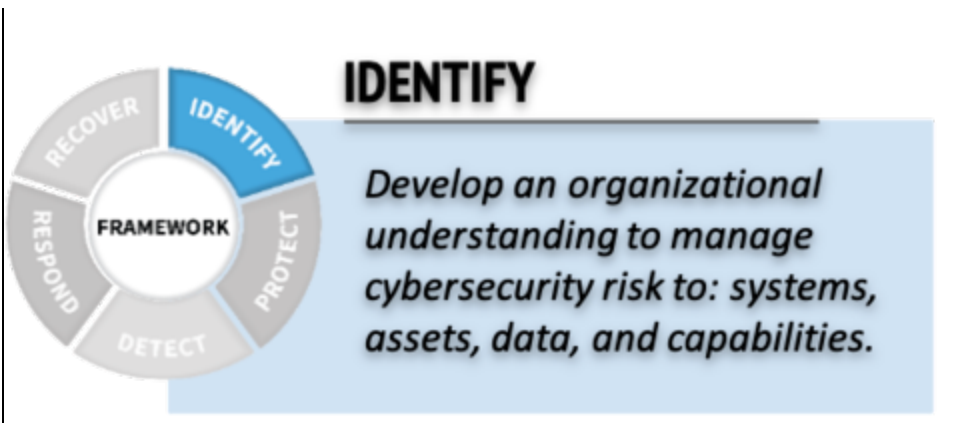 IDENTIFY
Develop an organizational
understanding to manage
cybersecurity risk to: systems,
assets, data, and capabilities.
FRAMEWORK
IDENTIFY
PROTECT
DETECT
RESPOND
RECOVER